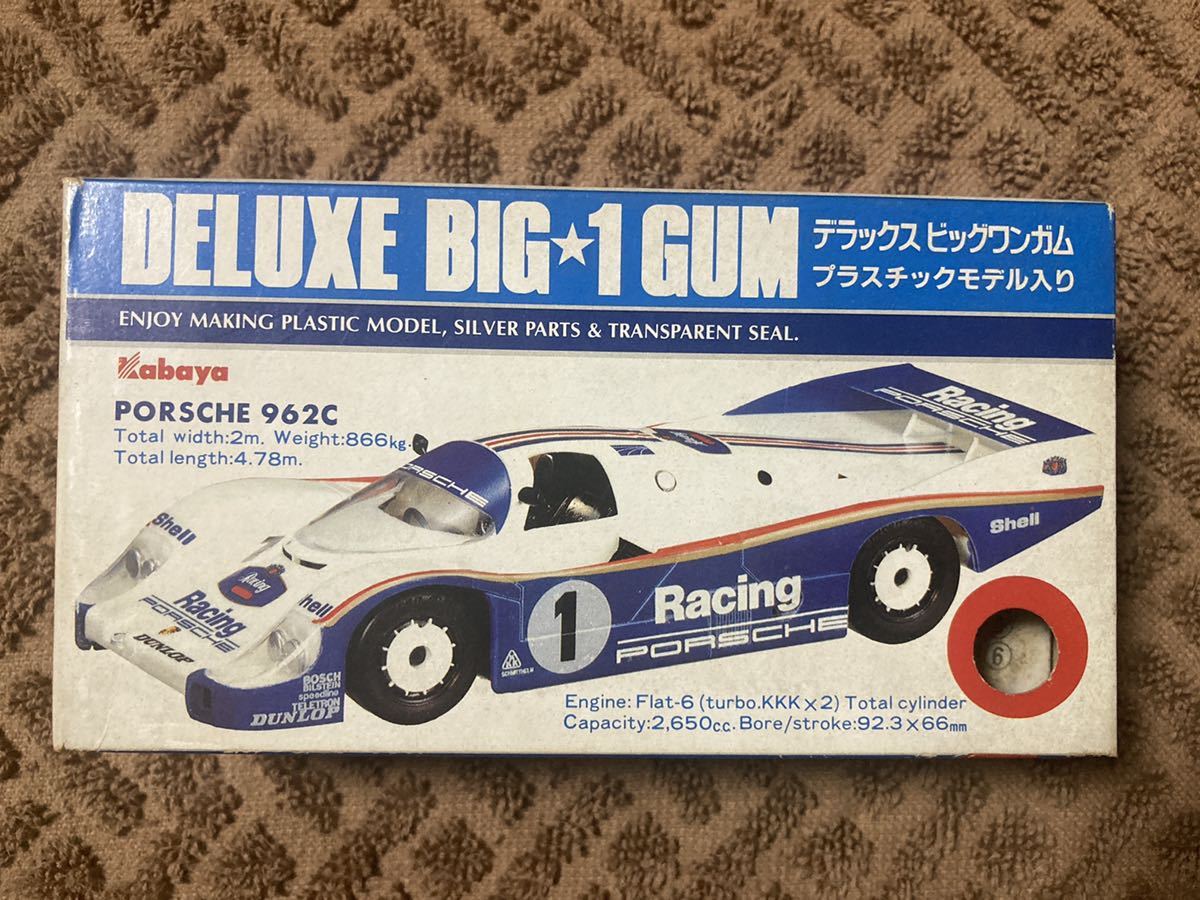 DELUXE BIG★1 GUM
デラックス ビッグワンガム
プラスチックモデル入り
ENJOY MAKING PLASTIC MODEL, SILVER PARTS & TRANSPARENT SEAL.
Kabaya
PORSCHE 962C
Total width:2m. Weight:866kg.
Total length:4.78m.
Racing
PORSCHE
PORSCHE
Shell
Shell
Racing
hell
Racing
PORSCHE
DUNLOP
1
Racing
PORSCHE
KKK
BOSCH
BILSTEIN
speedline
TELETRON
DUNLOP
⑥
Engine: Flat-6 (turbo.KKK×2) Total cylinder
Capacity:2,650c.c. Bore/stroke:92.3×66mm